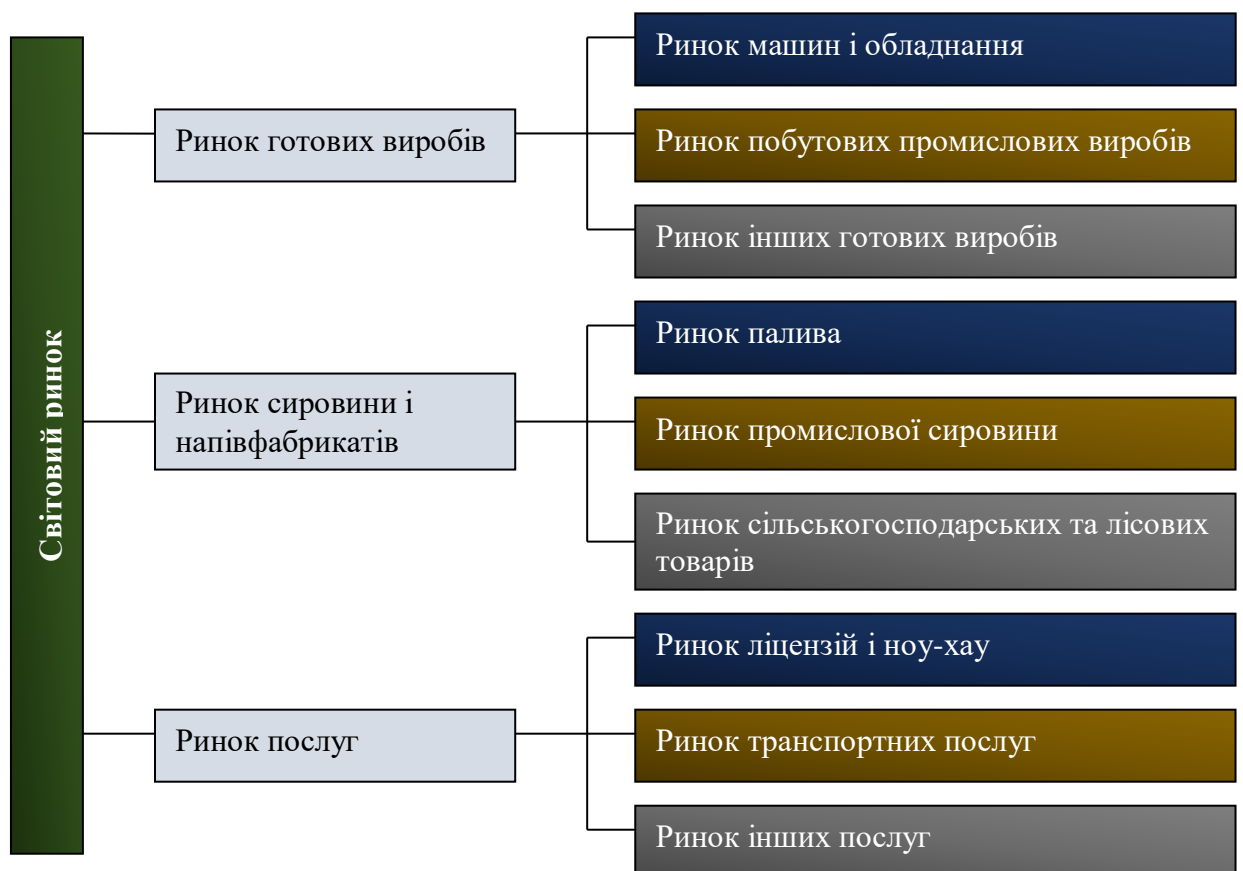 Світовий ринок
Ринок готових виробів
Ринок машин і обладнання
Ринок побутових промислових виробів
Ринок інших готових виробів
Ринок сировини і
напівфабрикатів
Ринок палива
Ринок промислової сировини
Ринок сільськогосподарських та лісових
товарів
Ринок послуг
Ринок ліцензій і ноу-хау
Ринок транспортних послуг
Ринок інших послуг